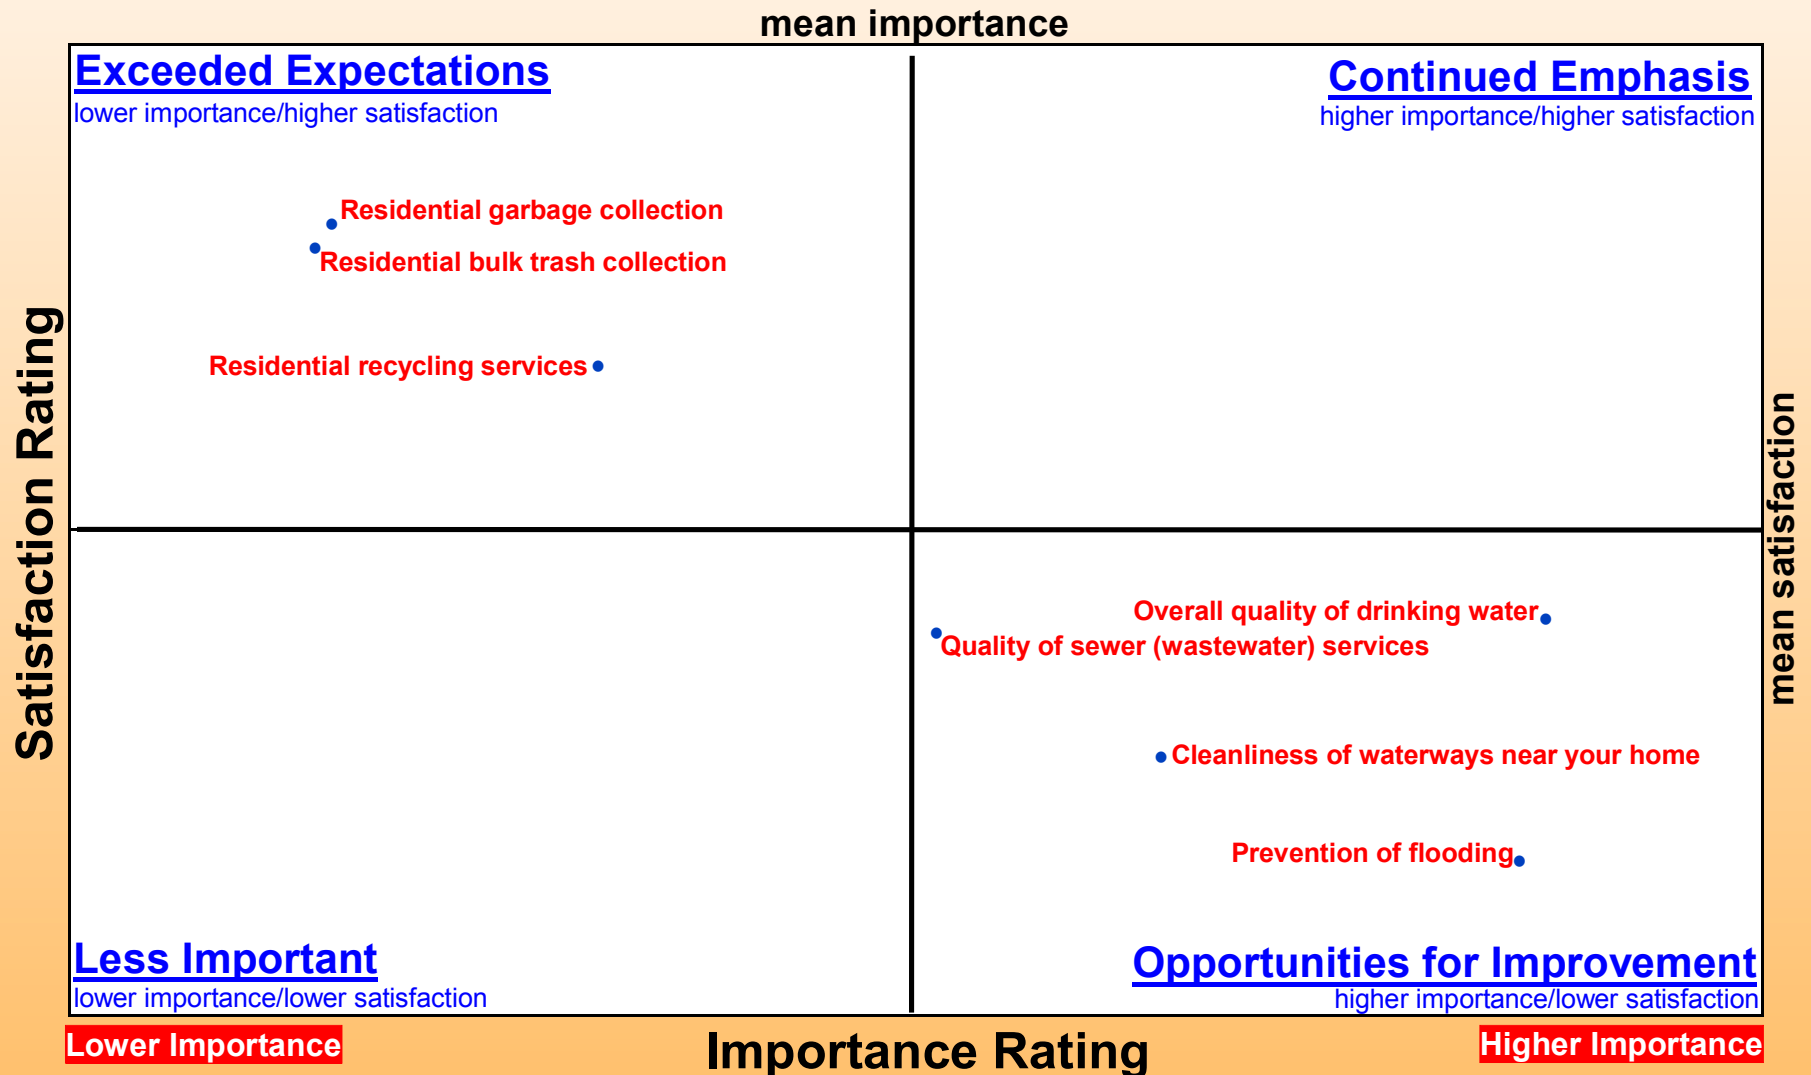 mean importance
Exceeded Expectations
lower importance/higher satisfaction
Continued Emphasis
higher importance/higher satisfaction
Residential garbage collection
Residential bulk trash collection
Residential recycling services
Satisfaction Rating
mean satisfaction
Overall quality of drinking water
Quality of sewer (wastewater) services
Cleanliness of waterways near your home
Prevention of flooding
Less Important
lower importance/lower satisfaction
Opportunities for Improvement
higher importance/lower satisfaction
Lower Importance
Importance Rating
Higher Importance